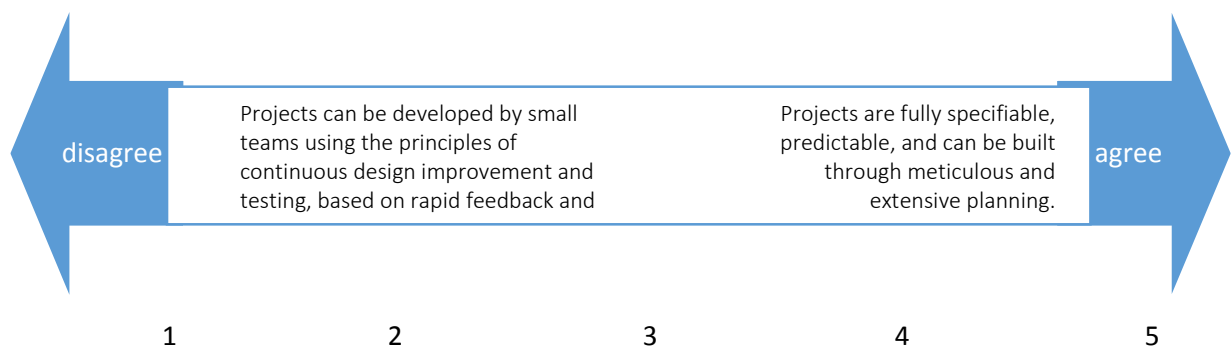 disagree
Projects can be developed by small
teams using the principles of
continuous design improvement and
testing, based on rapid feedback and
Projects are fully specifiable,
predictable, and can be built
through meticulous and
extensive planning.
agree
1 2 3 4 5